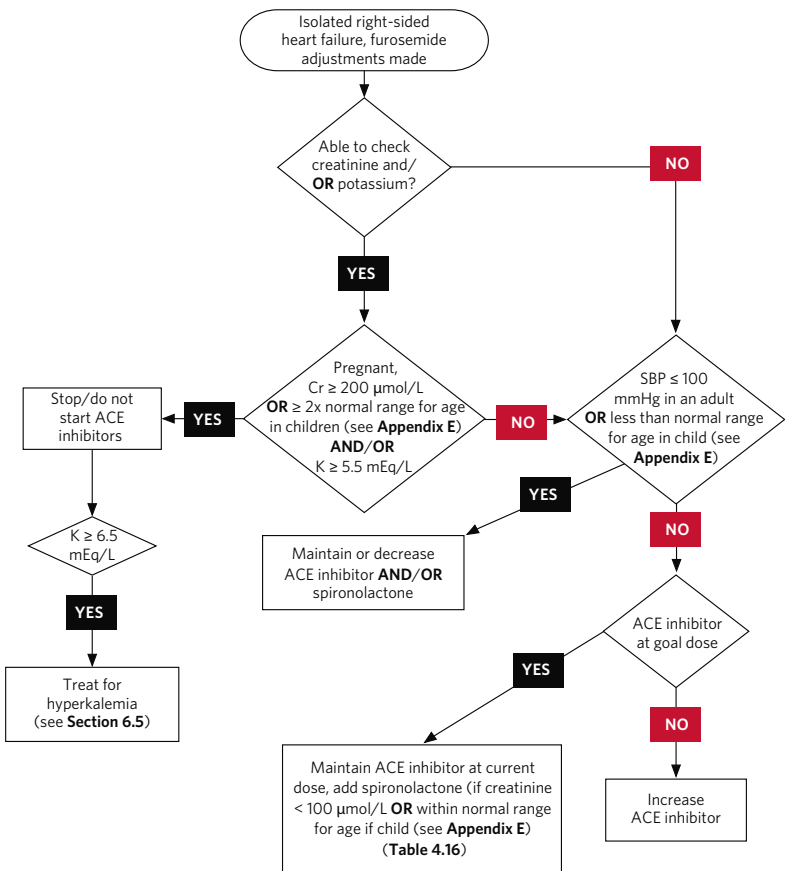 Isolated right-sided
heart failure, furosemide
adjustments made
Able to check
creatinine and/
OR potassium?
NO
YES
Pregnant,
Cr ≥ 200 µmol/L
OR ≥ 2x normal range for age
in children (see Appendix E)
AND/OR
K ≥ 5.5 mEq/L
YES
Stop/do not
start ACE
inhibitors
NO
SBP ≤ 100
mmHg in an adult
OR less than normal range
for age in child (see
Appendix E)
K ≥ 6.5
mEq/L
YES
Treat for
hyperkalemia
(see Section 6.5)
YES
Maintain or decrease
ACE inhibitor AND/OR
spironolactone
NO
ACE inhibitor
at goal dose
YES
Maintain ACE inhibitor at current
dose, add spironolactone (if creatinine
< 100 µmol/L OR within normal range
for age if child (see Appendix E)
(Table 4.16)
NO
Increase
ACE inhibitor